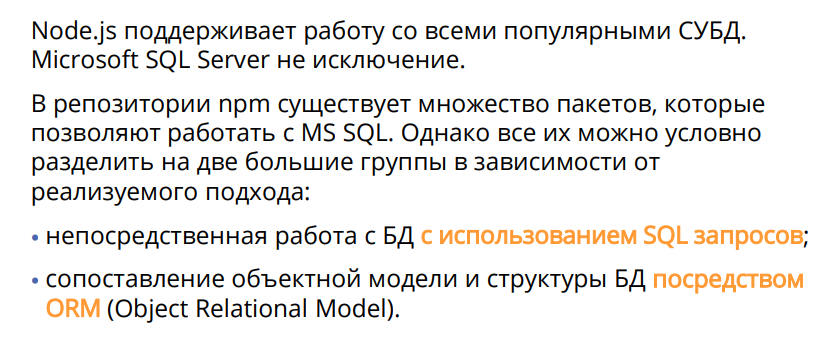 Node.js поддерживает работу со всеми популярными СУБД.
Microsoft SQL Server не исключение.
В репозитории npm существует множество пакетов, которые
позволяют работать с MS SQL. Однако все их можно условно
разделить на две большие группы в зависимости от
реализуемого подхода:
• непосредственная работа с БД с использованием SQL запросов;
• сопоставление объектной модели и структуры БД посредством
ORM (Object Relational Model).